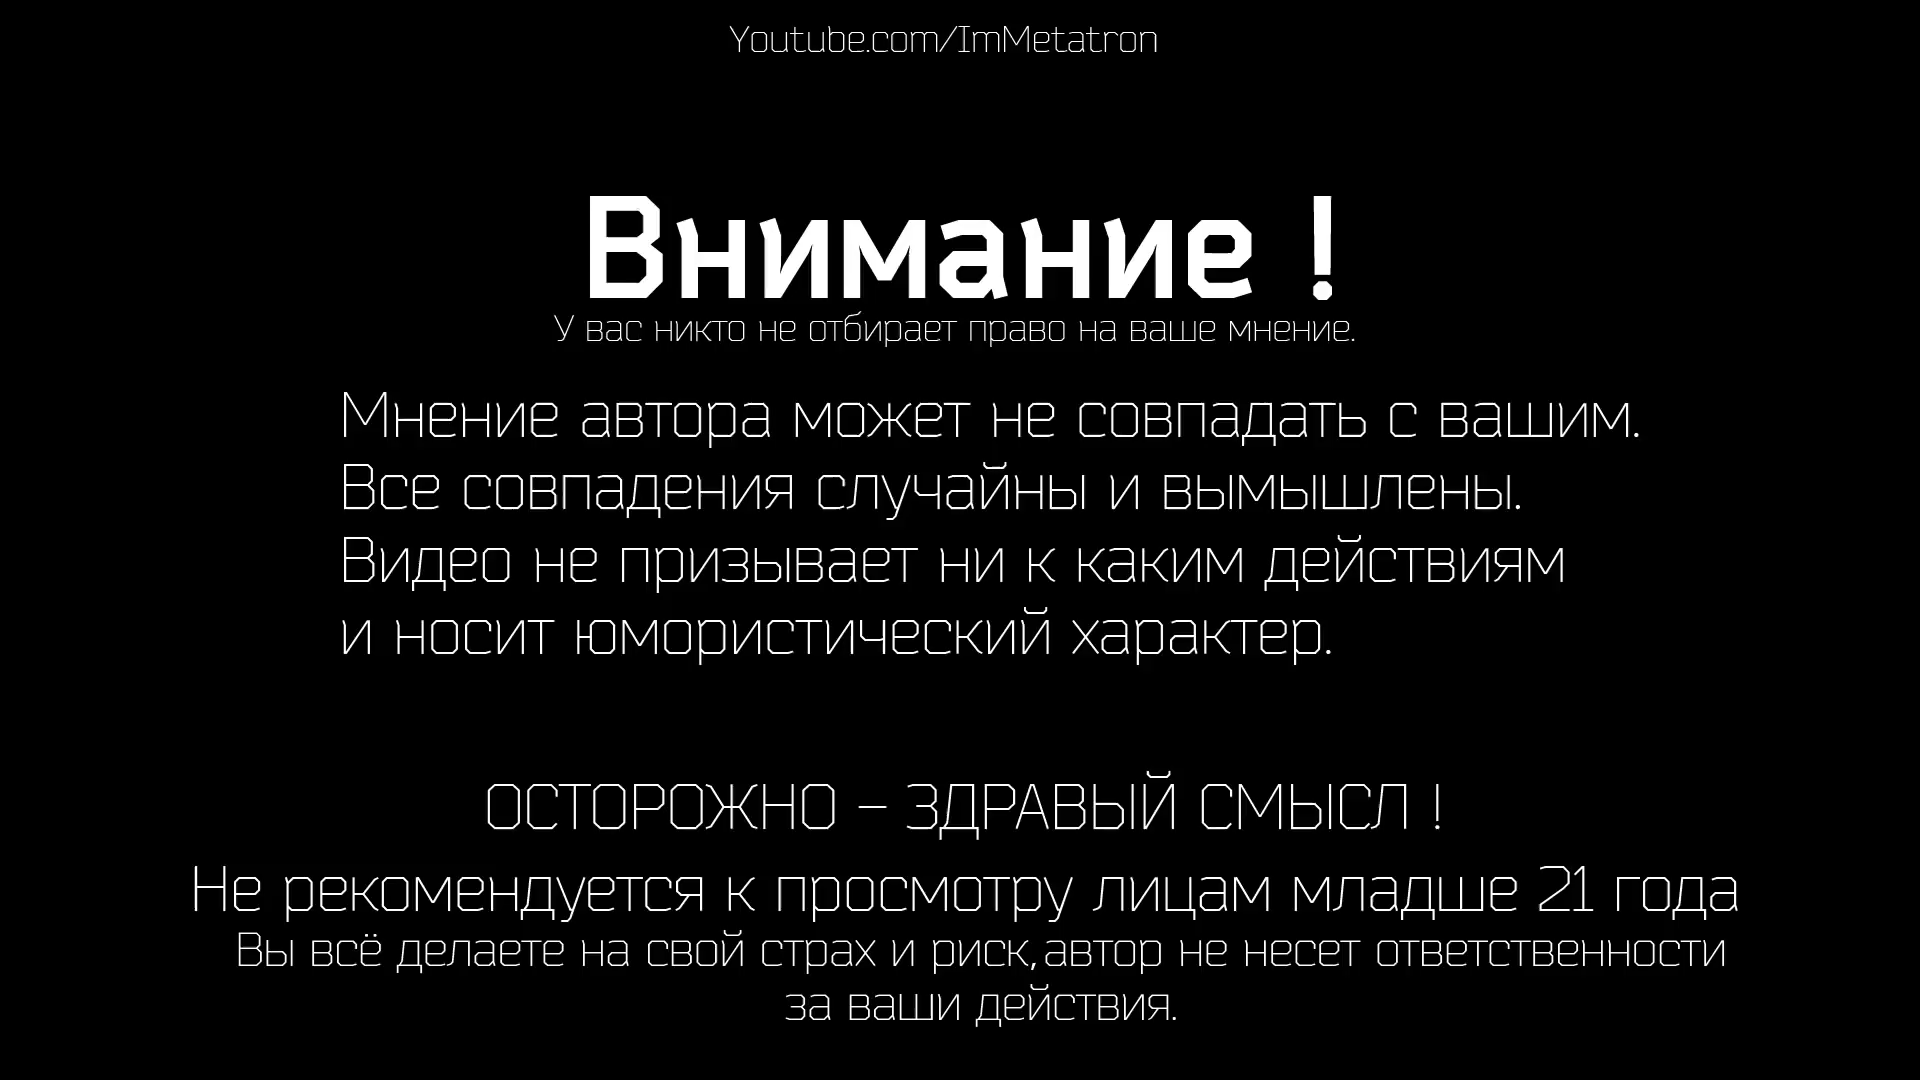 Youtube.com/ImMetatron
Внимание !
У вас никто не отбирает право на ваше мнение.
Мнение автора может не совпадать с вашим.
Все совпадения случайны и вымышлены.
Видео не призывает ни к каким действиям
и носит юмористический характер.
ОСТОРОЖНО – ЗДРАВЫЙ СМЫСЛ !
Не рекомендуется к просмотру лицам младше 21 года
Вы всё делаете на свой страх и риск,автор не несет ответственности
за ваши действия.